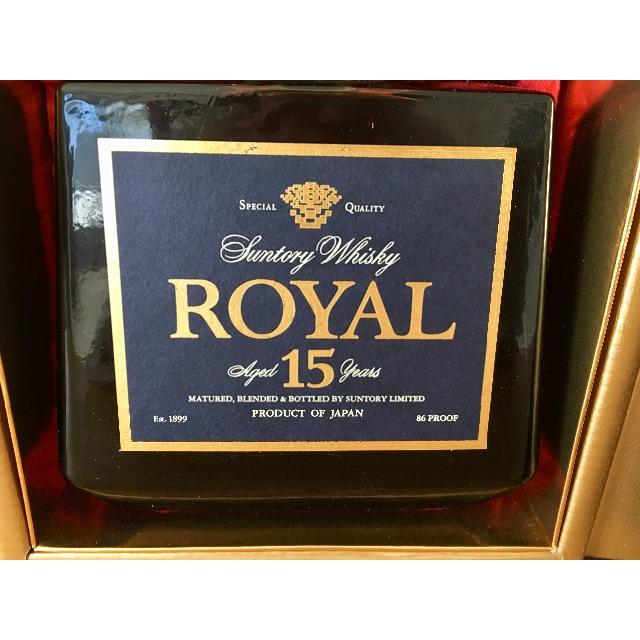 SPECIAL QUALITY
Suntory Whisky
ROYAL
Aged 15 Years
MATURED, BLENDED & BOTTLED BY SUNTORY LIMITED
PRODUCT OF JAPAN
Est. 1899 86 PROOF